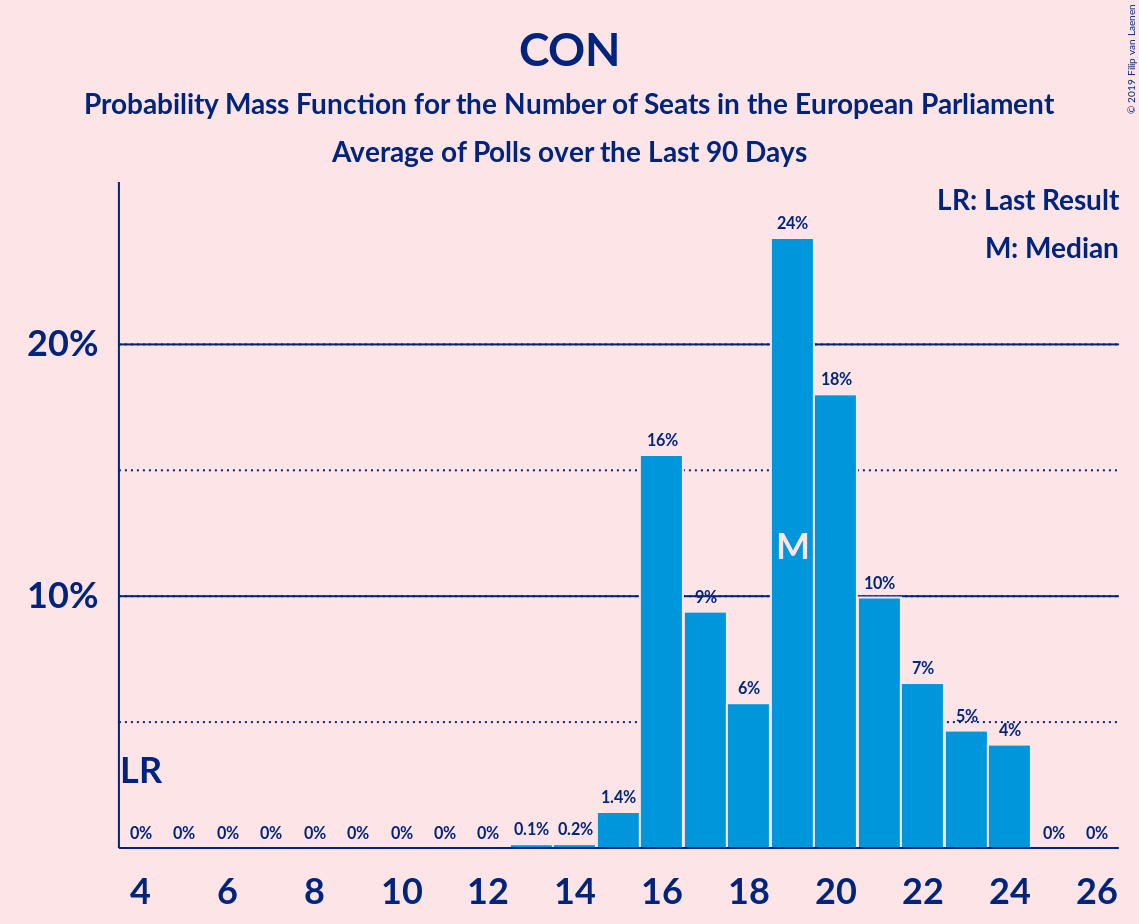 CON
Probability Mass Function for the Number of Seats in the European Parliament
Average of Polls over the Last 90 Days
© 2019 Filip van Laenen
LR: Last Result
M: Median
24%
20%
18%
16%
M
10%
10%
9%
7%
6%
5%
4%
LR
1.4%
0% 0% 0% 0% 0% 0% 0% 0% 0% 0.1% 0.2% 0% 0%
4 6 8 10 12 14 16 18 20 22 24 26